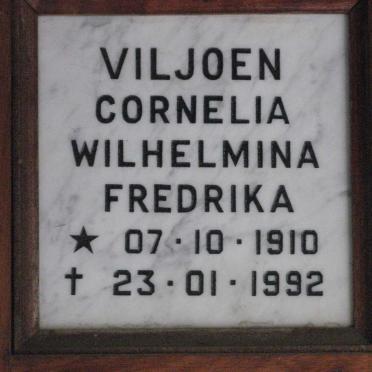 VILJOEN
CORNELIA
WILHELMINA
FREDRIKA
★ 07·10·1910
† 23·01·1992